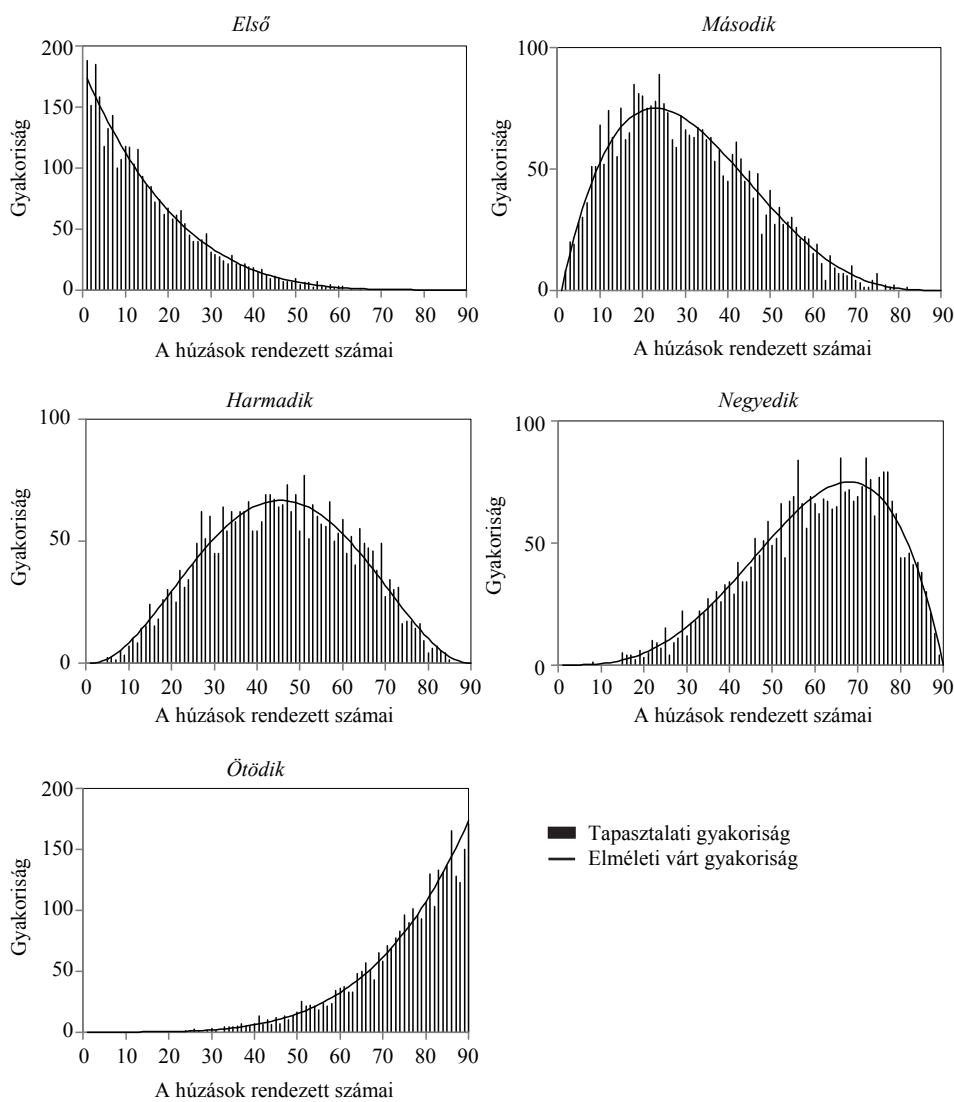 Első
200
150
100
50
0
Gyakoriság
0 10 20 30 40 50 60 70 80 90
A húzások rendezett számai
Második
100
50
0
Gyakoriság
0 10 20 30 40 50 60 70 80 90
A húzások rendezett számai
Harmadik
100
50
0
Gyakoriság
0 10 20 30 40 50 60 70 80 90
A húzások rendezett számai
Negyedik
100
50
0
Gyakoriság
0 10 20 30 40 50 60 70 80 90
A húzások rendezett számai
Ötödik
200
150
100
50
0
Gyakoriság
0 10 20 30 40 50 60 70 80 90
A húzások rendezett számai
Tapasztalati gyakoriság
Elméleti várt gyakoriság